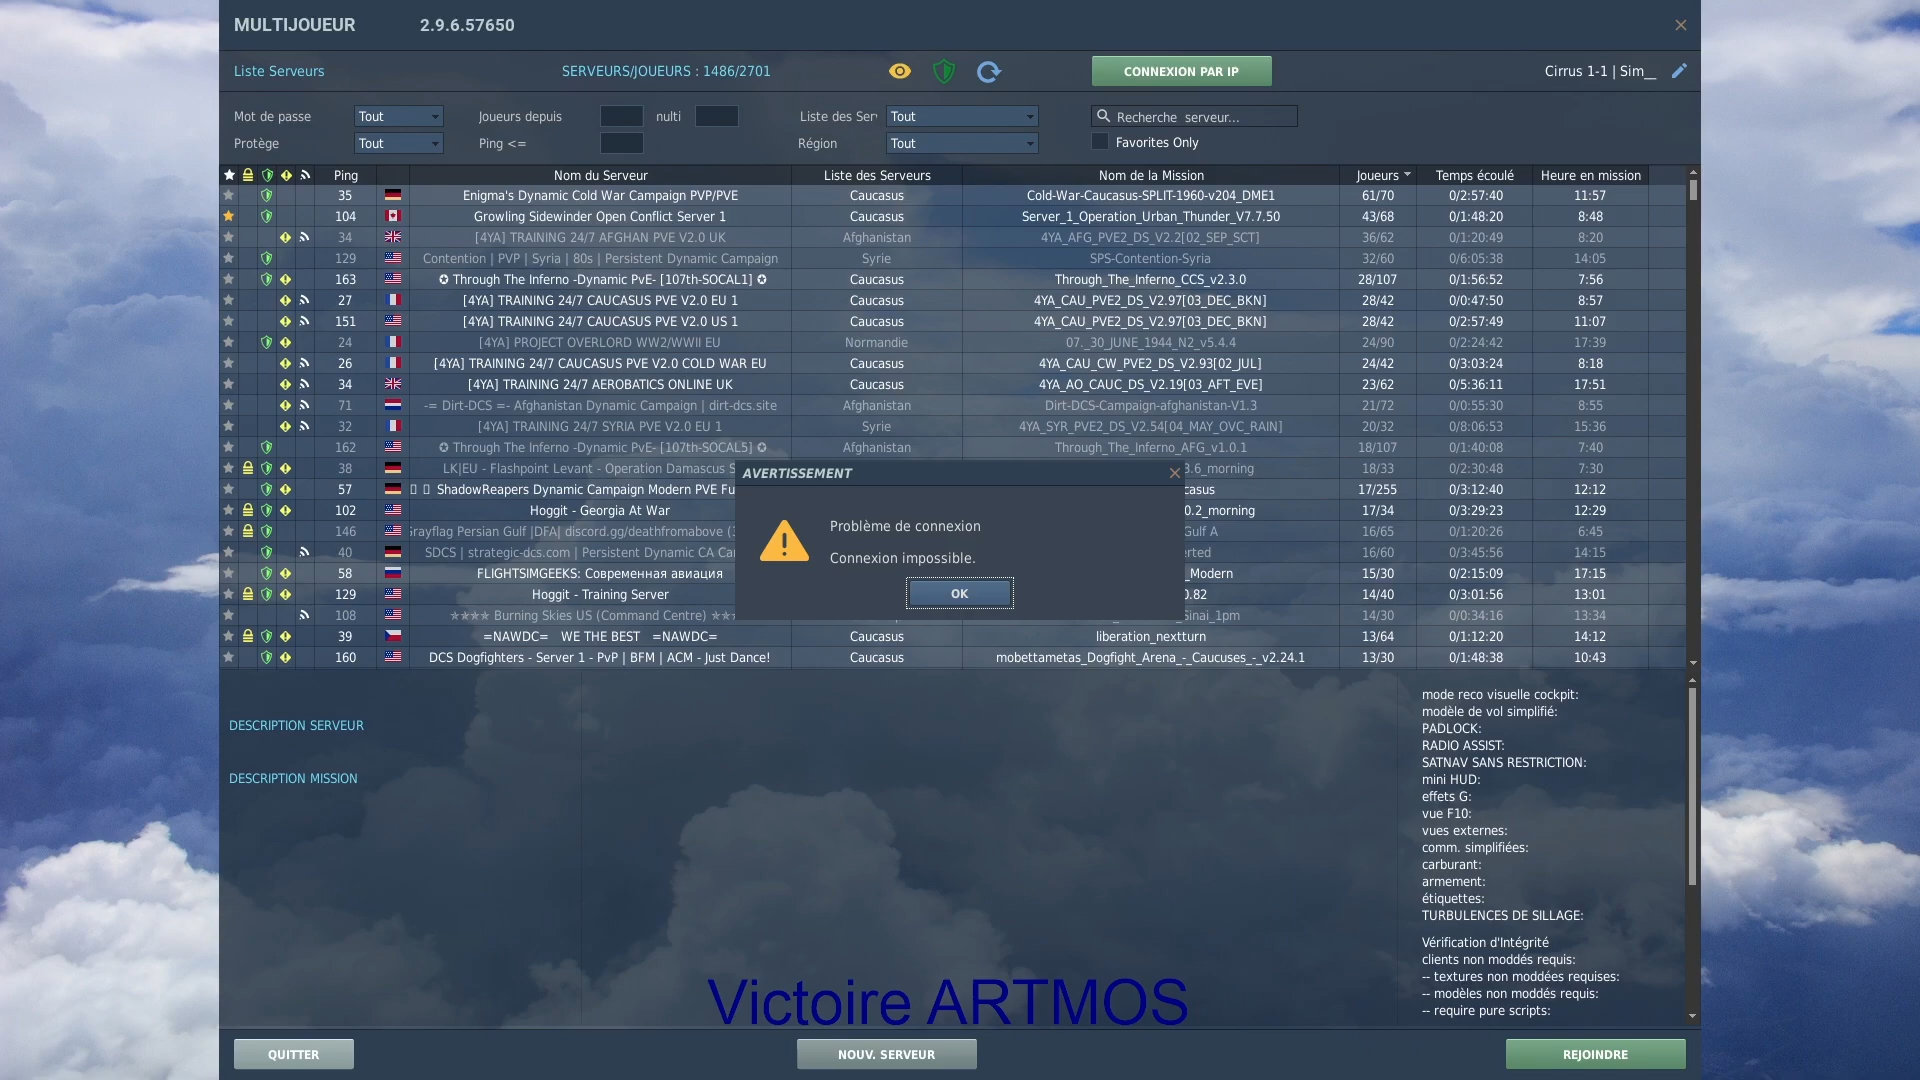 MULTIJOUEUR 2.9.6.57650
Liste Serveurs SERVEURS/JOUEURS : 1486/2701 CONNEXION PAR IP Cirrus 1-1 | Sim__
Mot de passe Tout Joueurs depuis nulti Liste des Ser Tout Recherche serveur...
Protège Tout Ping <= Région Tout Favorites Only
Ping Nom du Serveur Liste des Serveurs Nom de la Mission Joueurs Temps écoulé Heure en mission
35 Enigma's Dynamic Cold War Campaign PVP/PVE Caucasus Cold-War-Caucasus-SPLIT-1960-v204_DME1 61/70 0/2:57:40 11:57
104 Growling Sidewinder Open Conflict Server 1 Caucasus Server_1_Operation_Urban_Thunder_V7.7.50 43/68 0/1:48:20 8:48
34 [4YA] TRAINING 24/7 AFGHAN PVE V2.0 UK Afghanistan 4YA_AFG_PVE2_DS_V2.2[02_SEP_SCT] 36/62 0/1:20:49 8:20
129 Contention | PVP | Syria | 80s | Persistent Dynamic Campaign Syrie SPS-Contention-Syria 32/60 0/6:05:38 14:05
163 ✪ Through The Inferno -Dynamic PvE- [107th-SOCAL1] ✪ Caucasus Through_The_Inferno_CCS_v2.3.0 28/107 0/1:56:52 7:56
27 [4YA] TRAINING 24/7 CAUCASUS PVE V2.0 EU 1 Caucasus 4YA_CAU_PVE2_DS_V2.97[03_DEC_BKN] 28/42 0/0:47:50 8:57
151 [4YA] TRAINING 24/7 CAUCASUS PVE V2.0 US 1 Caucasus 4YA_CAU_PVE2_DS_V2.97[03_DEC_BKN] 28/42 0/2:57:49 11:07
24 [4YA] PROJECT OVERLORD WW2/WWII EU Normandie 07._30_JUNE_1944_N2_v5.4.4 24/90 0/2:24:42 17:39
26 [4YA] TRAINING 24/7 CAUCASUS PVE V2.0 COLD WAR EU Caucasus 4YA_CAU_CW_PVE2_DS_V2.93[02_JUL] 24/42 0/3:03:24 8:18
34 [4YA] TRAINING 24/7 AEROBATICS ONLINE UK Caucasus 4YA_AO_CAUC_DS_V2.19[03_AFT_EVE] 23/62 0/5:36:11 17:51
71 -= Dirt-DCS =- Afghanistan Dynamic Campaign | dirt-dcs.site Afghanistan Dirt-DCS-Campaign-afghanistan-V1.3 21/72 0/0:55:30 8:55
32 [4YA] TRAINING 24/7 SYRIA PVE V2.0 EU 1 Syrie 4YA_SYR_PVE2_DS_V2.54[04_MAY_OVC_RAIN] 20/32 0/8:06:53 15:36
162 ✪ Through The Inferno -Dynamic PvE- [107th-SOCAL5] ✪ Afghanistan Through_The_Inferno_AFG_v1.0.1 18/107 0/1:40:08 7:40
38 LK|EU - Flashpoint Levant - Operation Damascus S 3.6_morning 18/33 0/2:30:48 7:30
57 ShadowReapers Dynamic Campaign Modern PVE Fu casus 17/255 0/3:12:40 12:12
102 Hoggit - Georgia At War 0.2_morning 17/34 0/3:29:23 12:29
146 Grayflag Persian Gulf |DFA| discord.gg/deathfromabove ( Gulf A 16/65 0/1:20:26 6:45
40 SDCS | strategic-dcs.com | Persistent Dynamic CA Ca erted 16/60 0/3:45:56 14:15
58 FLIGHTSIMGEEKS: Современная авиация _Modern 15/30 0/2:15:09 17:15
129 Hoggit - Training Server 0.82 14/40 0/3:01:56 13:01
108 ✯✯✯✯ Burning Skies US (Command Centre) ✯✯✯ Sinai_1pm 14/30 0/0:34:16 13:34
39 =NAWDC= WE THE BEST =NAWDC= Caucasus liberation_nextturn 13/64 0/1:12:20 14:12
160 DCS Dogfighters - Server 1 - PvP | BFM | ACM - Just Dance! Caucasus mobettametas_Dogfight_Arena_-_Caucuses_-_v2.24.1 13/30 0/1:48:38 10:43
AVERTISSEMENT
Problème de connexion
Connexion impossible.
OK
DESCRIPTION SERVEUR
DESCRIPTION MISSION
mode reco visuelle cockpit:
modèle de vol simplifié:
PADLOCK:
RADIO ASSIST:
SATNAV SANS RESTRICTION:
mini HUD:
effets G:
vue F10:
vues externes:
comm. simplifiées:
carburant:
armement:
étiquettes:
TURBULENCES DE SILLAGE:
Vérification d'Intégrité
clients non moddés requis:
-- textures non moddées requises:
-- modèles non moddés requis:
-- require pure scripts:
Victoire ARTMOS
QUITTER NOUV. SERVEUR REJOINDRE